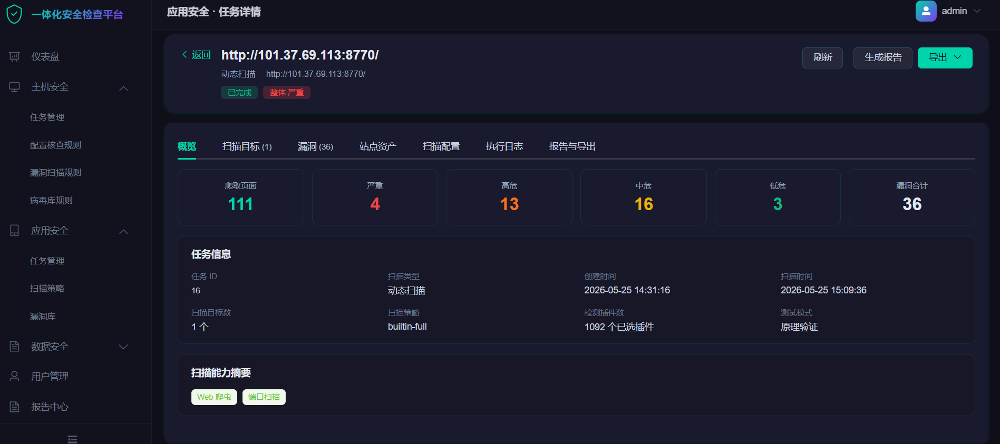 一体化安全检查平台
仪表盘
主机安全
任务管理
配置核查规则
漏洞扫描规则
病毒库规则
应用安全
任务管理
扫描策略
漏洞库
数据安全
用户管理
报告中心
应用安全 · 任务详情
admin
返回 http://101.37.69.113:8770/
动态扫描 · http://101.37.69.113:8770/
已完成 整体 严重
刷新 生成报告 导出
概览 扫描目标 (1) 漏洞 (36) 站点资产 扫描配置 执行日志 报告与导出
爬取页面 严重 高危 中危 低危 漏洞合计
111 4 13 16 3 36
任务信息
任务 ID 扫描类型 创建时间 扫描时间
16 动态扫描 2026-05-25 14:31:16 2026-05-25 15:09:36
扫描目标数 扫描策略 检测插件数 测试模式
1 个 builtin-full 1092 个已选插件 原理验证
扫描能力摘要
Web 爬虫 端口扫描